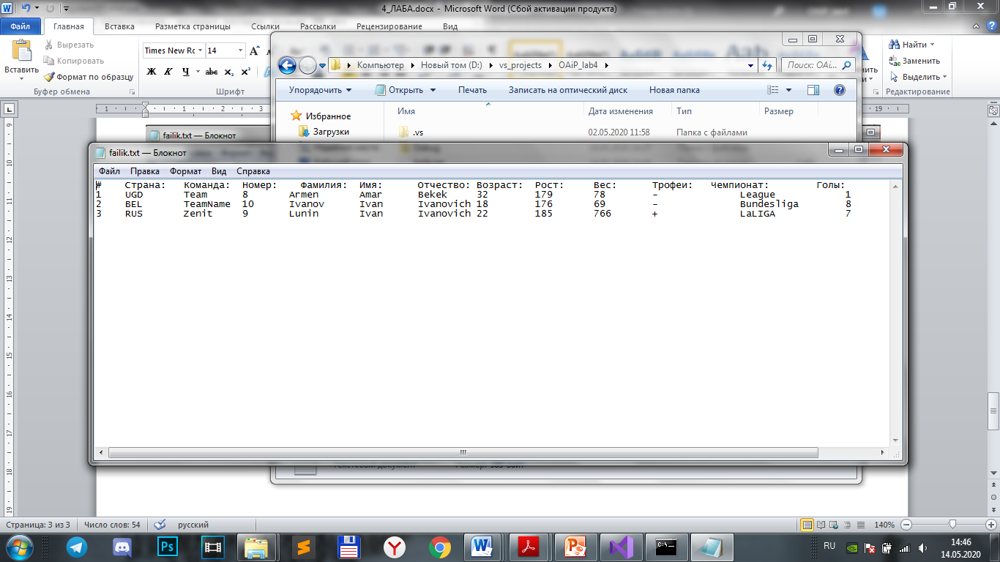 4_ЛАБА.docx - Microsoft Word (Сбой активации продукта)
Файл Главная Вставка Разметка страницы Ссылки Рассылки Рецензирование Вид
Вставить
Вырезать
Копировать
Формат по образцу
Буфер обмена
Times New Ro 14
Ж К Ч abc x₂ x²
Шрифт
Найти
Заменить
Выделить
Редактирование
Компьютер Новый том (D:) vs_projects OAiP_lab4
Поиск: OAi...
Упорядочить Открыть Печать Записать на оптический диск Новая папка
Избранное
Загрузки
Имя Дата изменения Тип Размер
.vs 02.05.2020 11:58 Папка с файлами
failik.txt — Блокнот
failik.txt — Блокнот
Файл Правка Формат Вид Справка
# Страна: Команда: Номер: Фамилия: Имя: Отчество: Возраст: Рост: Вес: Трофеи: Чемпионат: Голы:
1 UGD Team 8 Armen Amar Bekek 32 179 78 - League 1
2 BEL TeamName 10 Ivanov Ivan Ivanovich 18 176 69 - Bundesliga 8
3 RUS Zenit 9 Lunin Ivan Ivanovich 22 185 766 + LaLIGA 7
Страница: 3 из 3 Число слов: 54 русский 140%
RU 14:46
14.05.2020